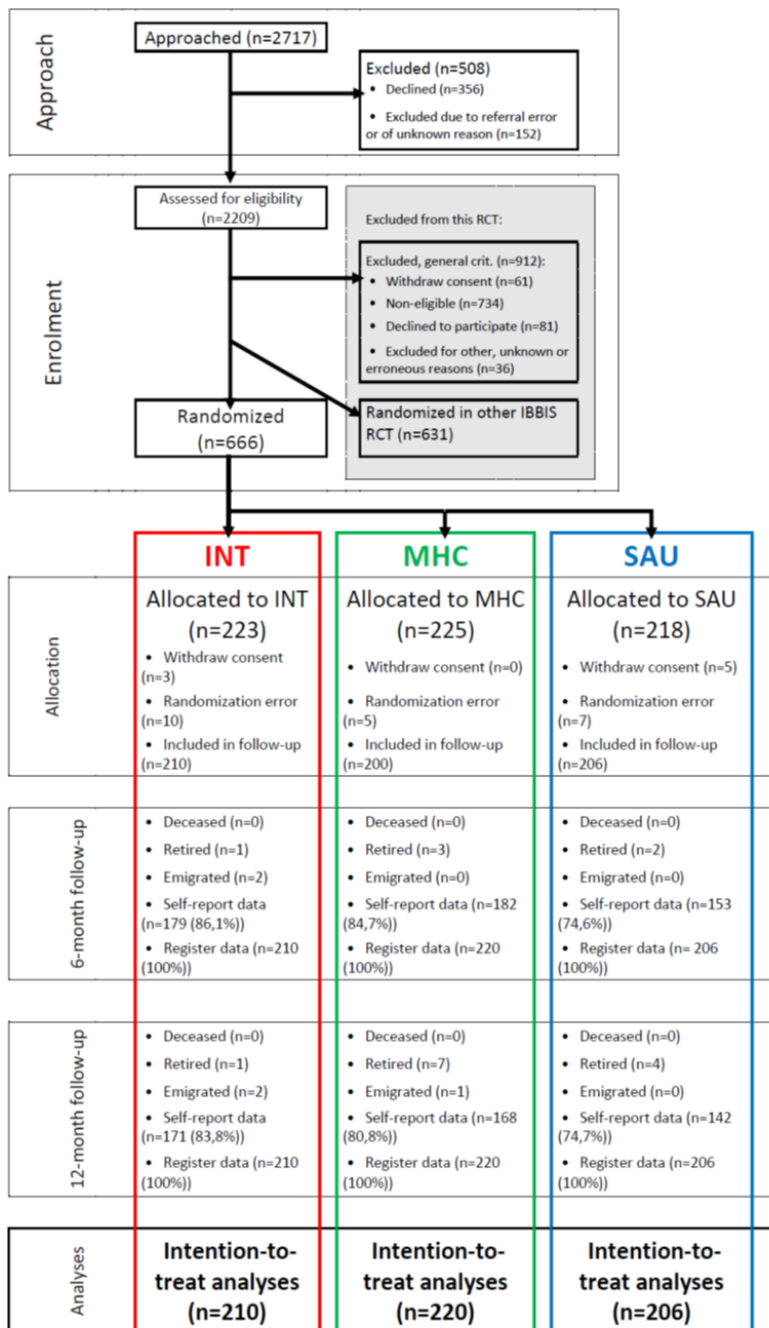 Approach
Approached (n=2717)
Excluded (n=508)
• Declined (n=356)
• Excluded due to referral error
or of unknown reason (n=152)
Enrolment
Assessed for eligibility
(n=2209)
Excluded from this RCT:
Excluded, general crit. (n=912):
• Withdraw consent (n=61)
• Non-eligible (n=734)
• Declined to participate (n=81)
• Excluded for other, unknown or
erroneous reasons (n=36)
Randomized
(n=666)
Randomized in other IBBIS
RCT (n=631)
INT
MHC
SAU
Allocation
Allocated to INT
(n=223)
• Withdraw consent
(n=3)
• Randomization error
(n=10)
• Included in follow-up
(n=210)
Allocated to MHC
(n=225)
• Withdraw consent (n=0)
• Randomization error
(n=5)
• Included in follow-up
(n=200)
Allocated to SAU
(n=218)
• Withdraw consent (n=5)
• Randomization error
(n=7)
• Included in follow-up
(n=206)
6-month follow-up
• Deceased (n=0)
• Retired (n=1)
• Emigrated (n=2)
• Self-report data
(n=179 (86,1%))
• Register data (n=210
(100%))
• Deceased (n=0)
• Retired (n=3)
• Emigrated (n=0)
• Self-report data (n=182
(84,7%))
• Register data (n=220
(100%))
• Deceased (n=0)
• Retired (n=2)
• Emigrated (n=0)
• Self-report data (n=153
(74,6%))
• Register data (n= 206
(100%))
12-month follow-up
• Deceased (n=0)
• Retired (n=1)
• Emigrated (n=2)
• Self-report data
(n=171 (83,8%))
• Register data (n=210
(100%))
• Deceased (n=0)
• Retired (n=7)
• Emigrated (n=1)
• Self-report data (n=168
(80,8%))
• Register data (n=220
(100%))
• Deceased (n=0)
• Retired (n=4)
• Emigrated (n=0)
• Self-report data (n=142
(74,7%))
• Register data (n=206
(100%))
Analyses
Intention-to-
treat analyses
(n=210)
Intention-to-
treat analyses
(n=220)
Intention-to-
treat analyses
(n=206)